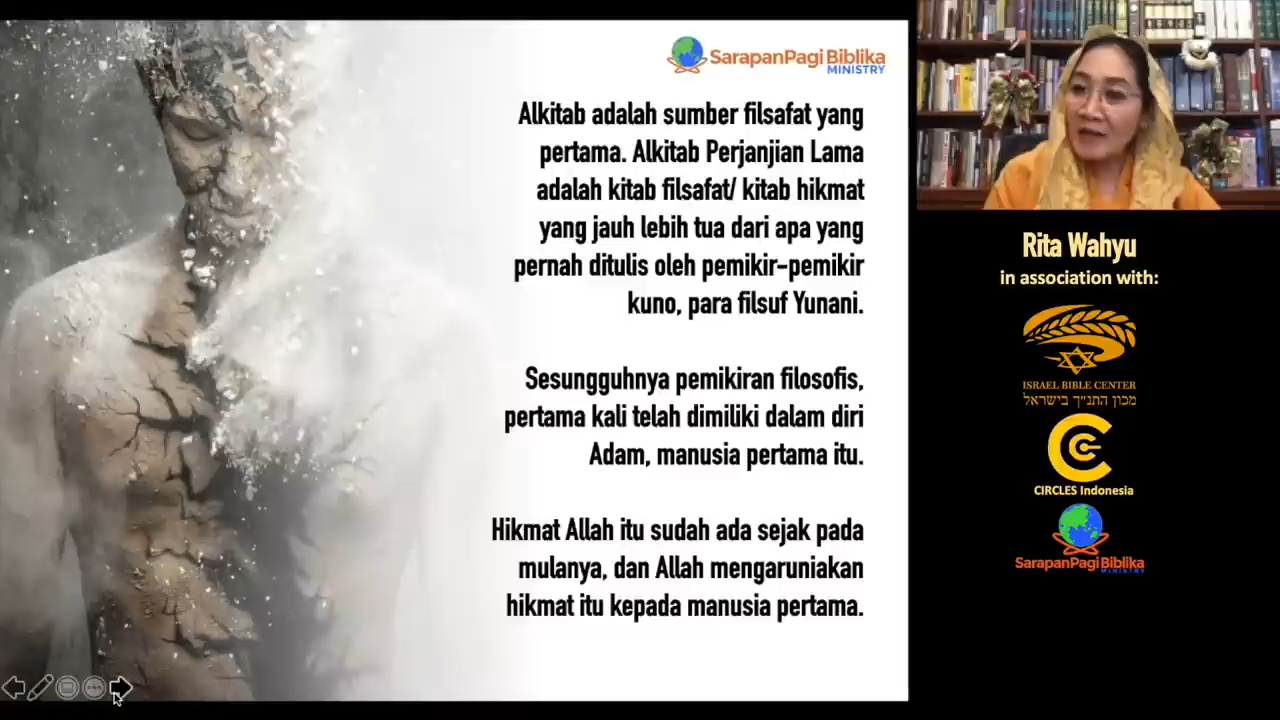 SarapanPagi Biblika
MINISTRY
Alkitab adalah sumber filsafat yang
pertama. Alkitab Perjanjian Lama
adalah kitab filsafat/ kitab hikmat
yang jauh lebih tua dari apa yang
pernah ditulis oleh pemikir-pemikir
kuno, para filsuf Yunani.
Sesungguhnya pemikiran filosofis,
pertama kali telah dimiliki dalam diri
Adam, manusia pertama itu.
Hikmat Allah itu sudah ada sejak pada
mulanya, dan Allah mengaruniakan
hikmat itu kepada manusia pertama.
Rita Wahyu
in association with:
ISRAEL BIBLE CENTER
מכון התנ״ך בישראל
CIRCLES Indonesia
SarapanPagi Biblika
MINISTRY